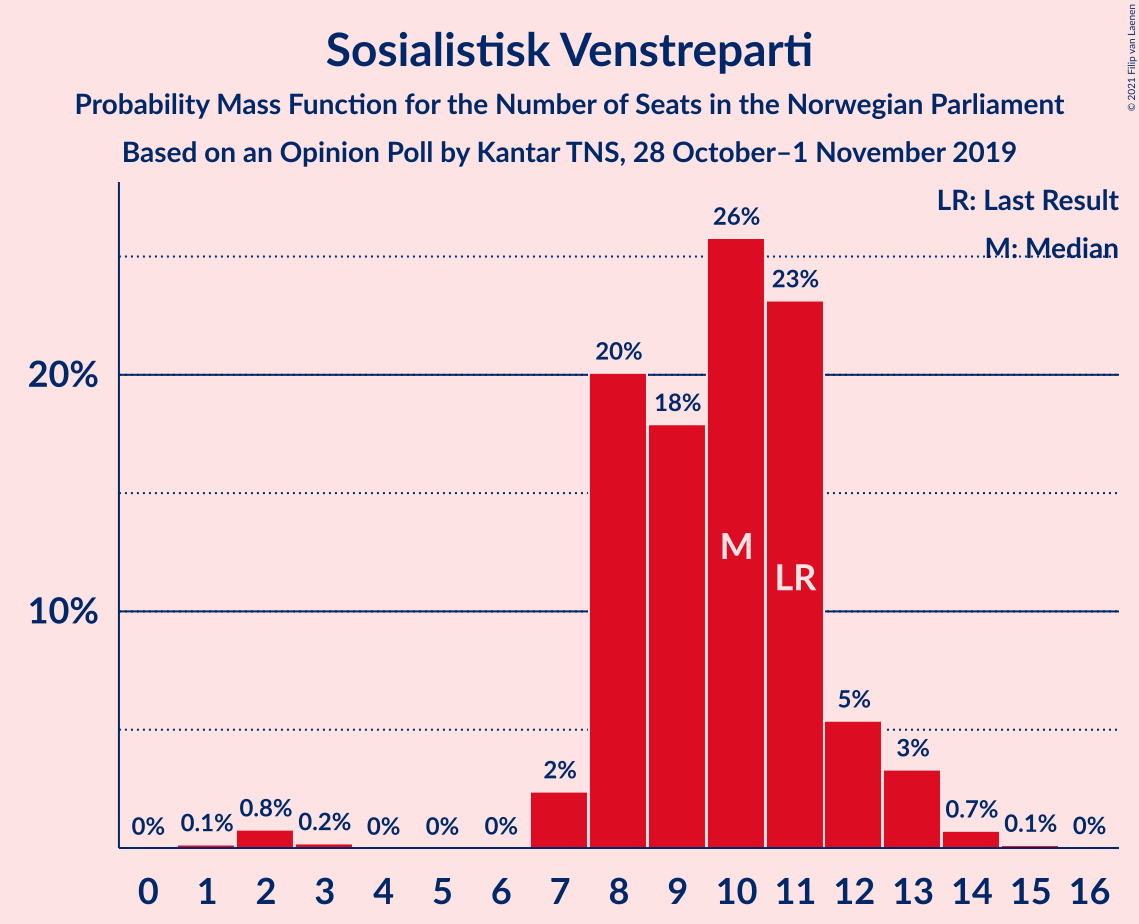 Sosialistisk Venstreparti
Probability Mass Function for the Number of Seats in the Norwegian Parliament
Based on an Opinion Poll by Kantar TNS, 28 October–1 November 2019
© 2021 Filip van Laenen
LR: Last Result
M: Median
26%
23%
20%
20%
18%
M
LR
10%
5%
3%
2%
0% 0.1% 0.8% 0.2% 0% 0% 0% 0.7% 0.1% 0%
0 1 2 3 4 5 6 7 8 9 10 11 12 13 14 15 16